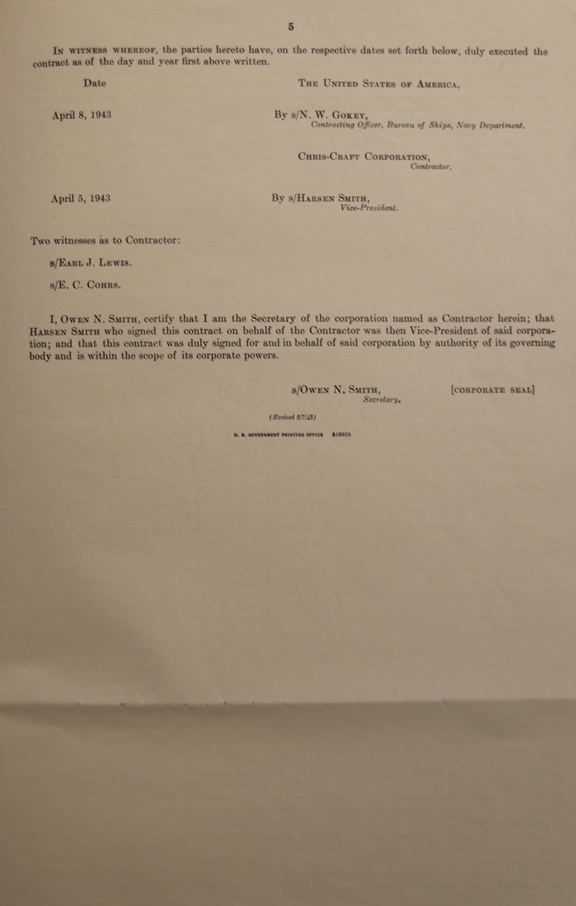 5
IN WITNESS WHEREOF, the parties hereto have, on the respective dates set forth below, duly executed the
contract as of the day and year first above written.
Date THE UNITED STATES OF AMERICA,
April 8, 1943 By s/N. W. GOKEY,
Contracting Officer, Bureau of Ships, Navy Department.
CHRIS-CRAFT CORPORATION,
Contractor.
April 5, 1943 By s/HARSEN SMITH,
Vice-President.
Two witnesses as to Contractor:
s/EARL J. LEWIS.
s/E. C. COHRS.
I, OWEN N. SMITH, certify that I am the Secretary of the corporation named as Contractor herein; that
HARSEN SMITH who signed this contract on behalf of the Contractor was then Vice-President of said corpora-
tion; and that this contract was duly signed for and in behalf of said corporation by authority of its governing
body and is within the scope of its corporate powers.
s/OWEN N. SMITH, [CORPORATE SEAL]
Secretary.
(Revised
U. S. GOVERNMENT PRINTING OFFICE